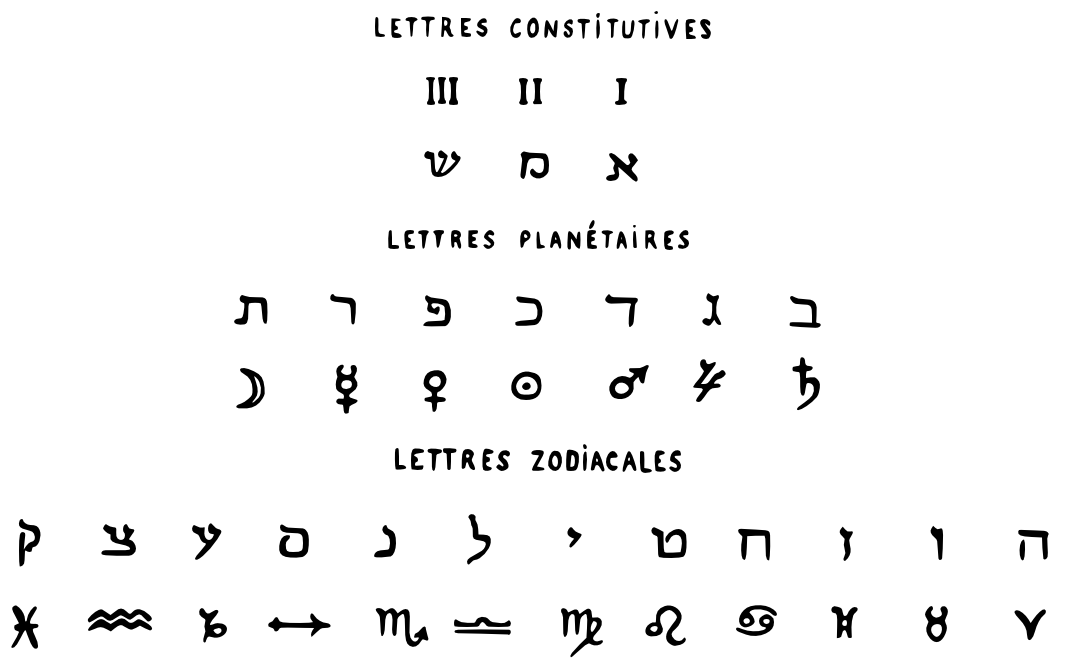 LETTRES CONSTITUTIVES
III II I
א מ ש
LETTRES PLANÉTAIRES
ב ג ד כ פ ר ת
☽ ☿ ♀ ☉ ♂ ♃ ♄
LETTRES ZODIACALES
ה ו ז ח ט י ל נ ס ע צ ק
♓ ♒ ♑ ♐ ♏ ♎ ♍ ♌ ♋ ♊ ♉ ♈